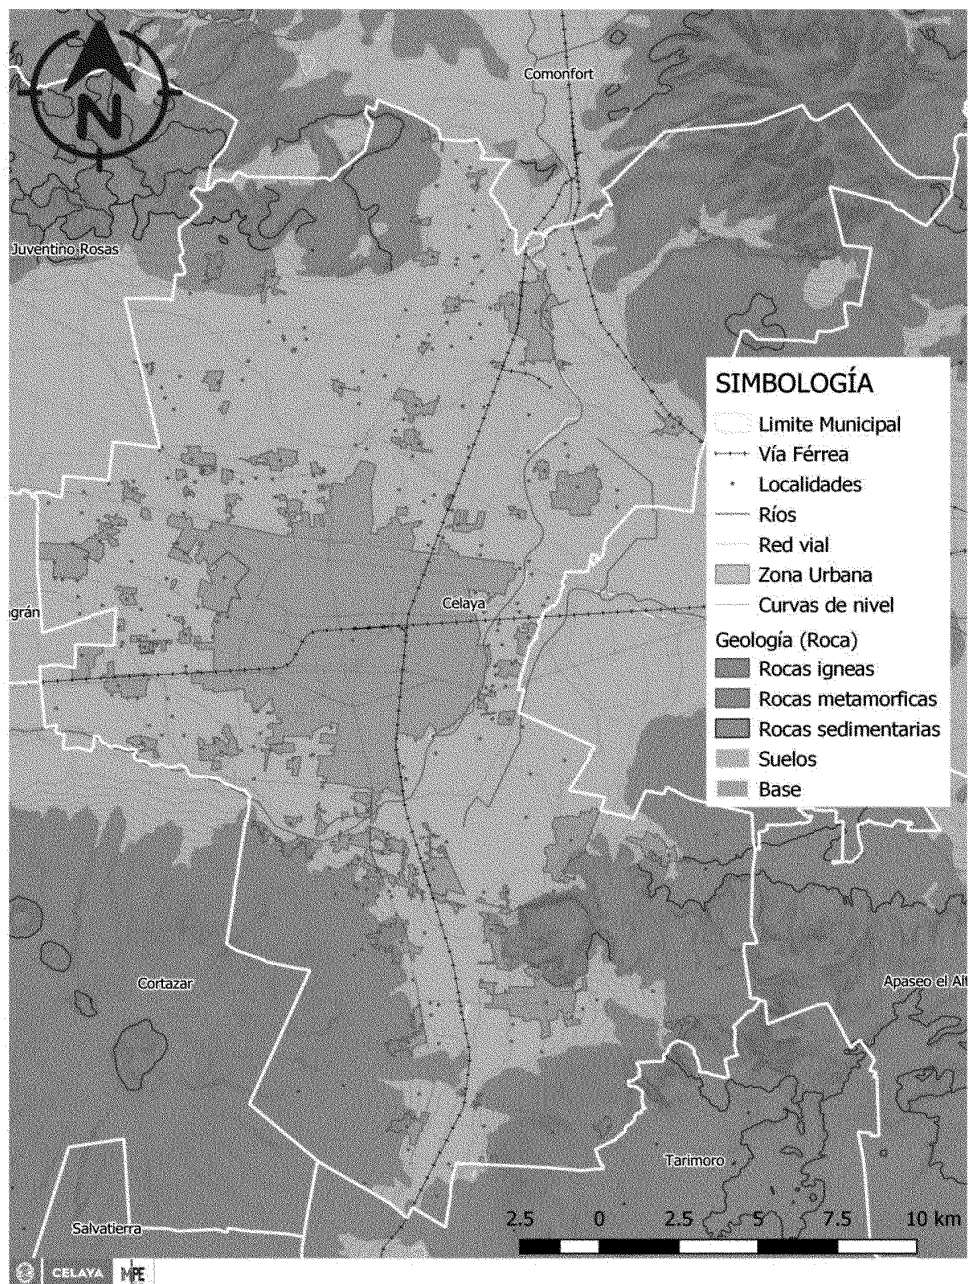 N
Comonfort
Juventino Rosas
SIMBOLOGÍA
Limite Municipal
Vía Férrea
Localidades
Ríos
Red vial
Zona Urbana
Curvas de nivel
Geología (Roca)
Rocas igneas
Rocas metamorficas
Rocas sedimentarias
Suelos
Base
Celaya
agrán
Cortazar
Apaseo el Alt
Tarimoro
Salvatierra
2.5 0 2.5 5 7.5 10 km
CELAYA
MPE